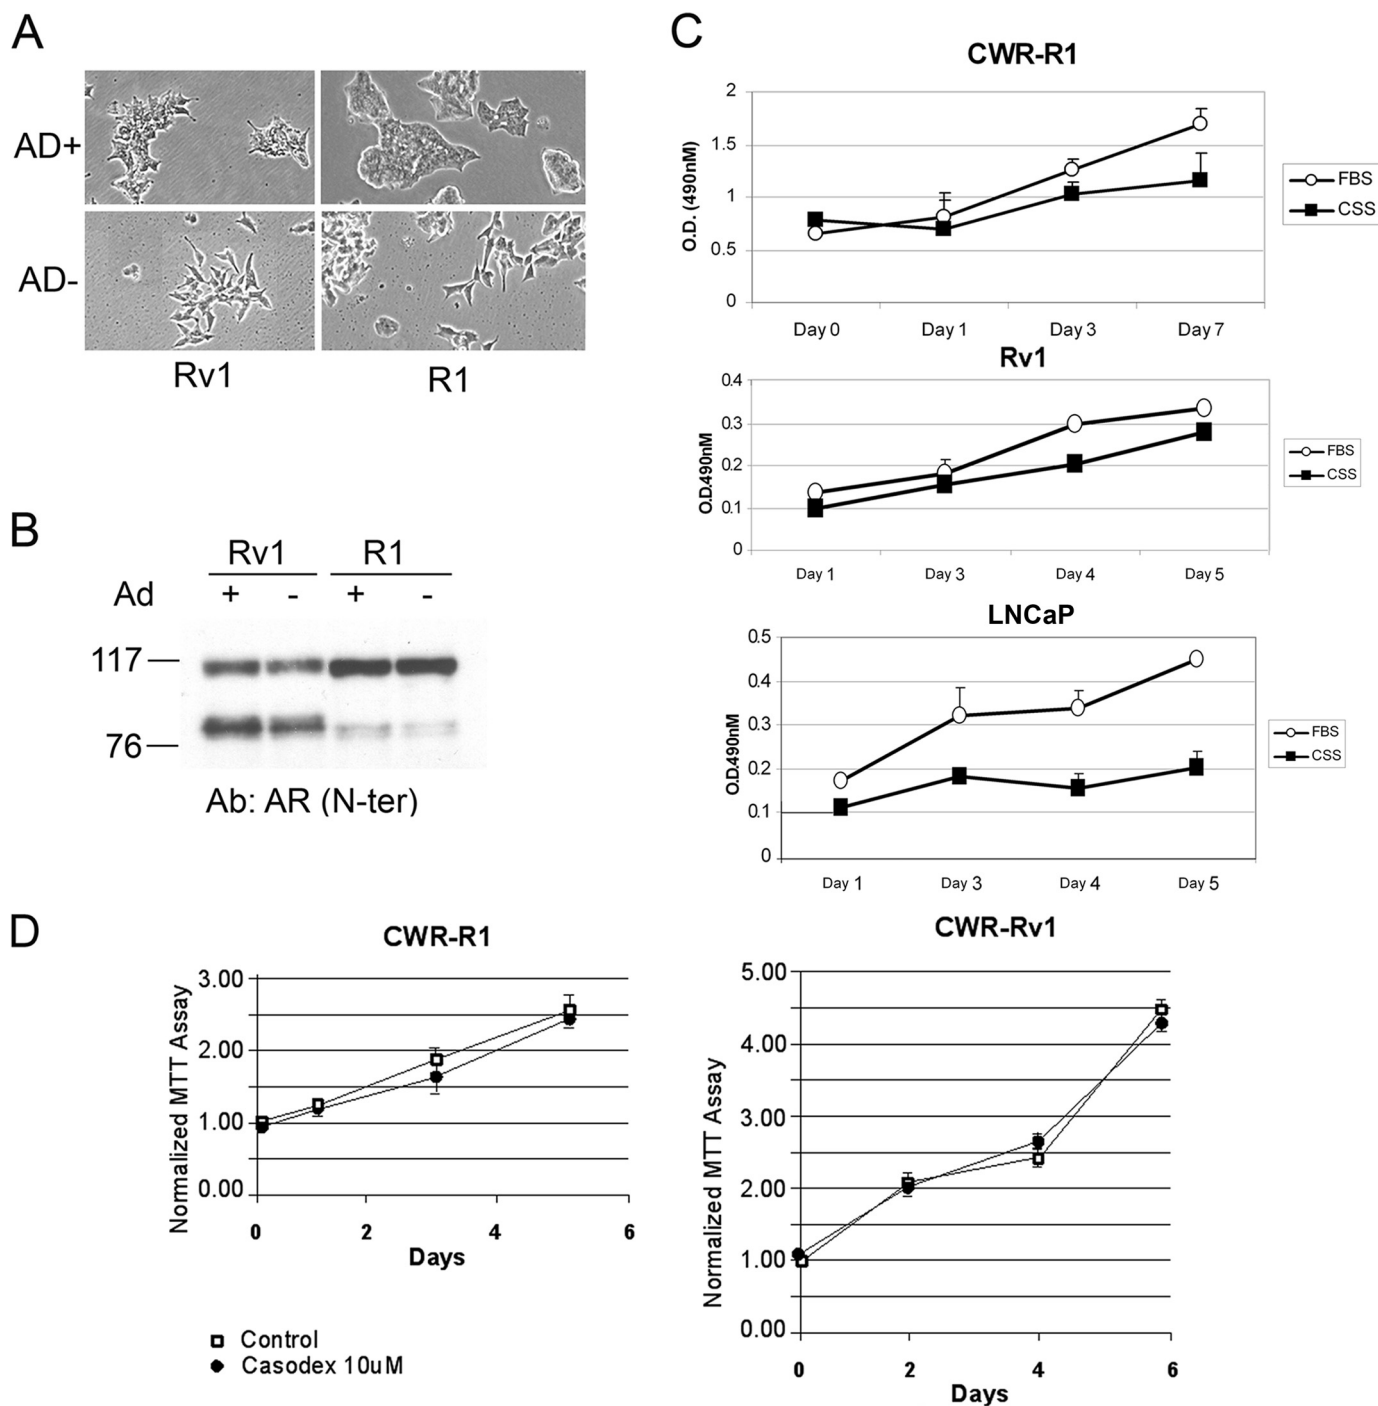 A
AD+
AD-
Rv1 R1
B
Rv1 R1
Ad + - + -
117
76
Ab: AR (N-ter)
C
CWR-R1
O.D. (490nM)
2
1.5
1
0.5
0
Day 0 Day 1 Day 3 Day 7
FBS
CSS
Rv1
O.D.490nM
0.4
0.3
0.2
0.1
0
Day 1 Day 3 Day 4 Day 5
FBS
CSS
LNCaP
O.D.490nM
0.5
0.4
0.3
0.2
0.1
0
Day 1 Day 3 Day 4 Day 5
FBS
CSS
D
CWR-R1
Normalized MTT Assay
3.00
2.00
1.00
0.00
0 2 4 6
Days
Control
Casodex 10uM
CWR-Rv1
Normalized MTT Assay
5.00
4.00
3.00
2.00
1.00
0.00
0 2 4 6
Days